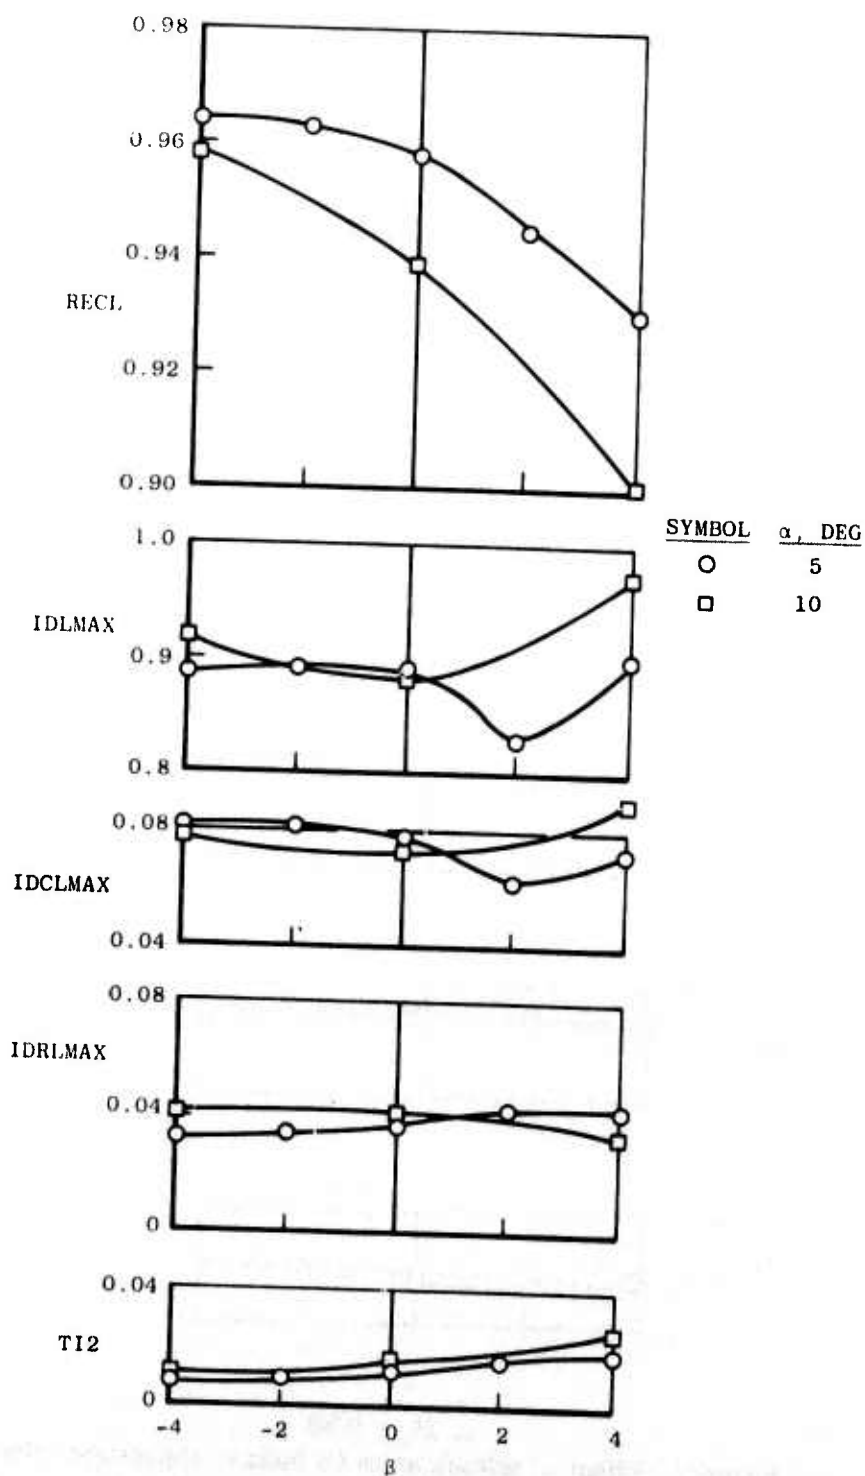 0.98
0.96
0.94
RECL
0.92
0.90
SYMBOL α, DEG
5
10
1.0
IDLMAX
0.9
0.8
0.08
IDCLMAX
0.04
0.08
IDRLMAX
0.04
0
0.04
TI2
0
-4 -2 0 2 4
β